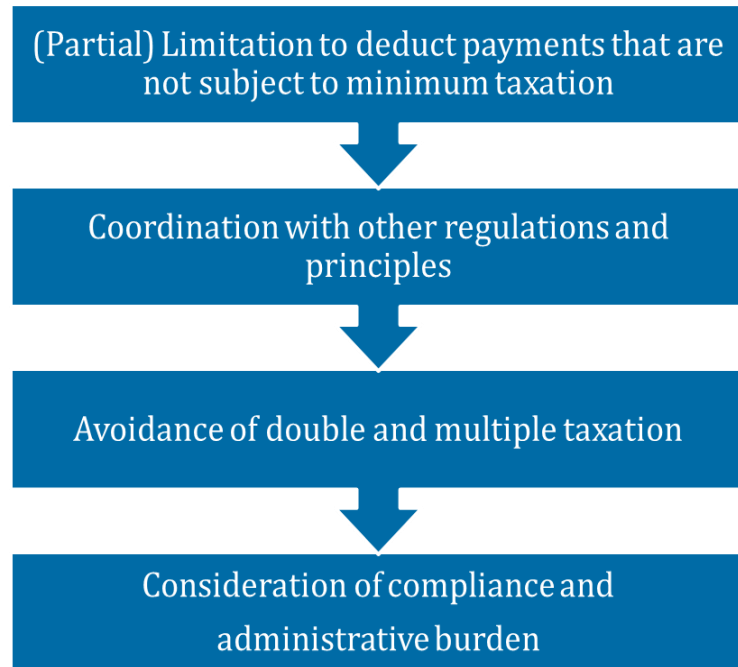 (Partial) Limitation to deduct payments that are
not subject to minimum taxation
Coordination with other regulations and
principles
Avoidance of double and multiple taxation
Consideration of compliance and
administrative burden